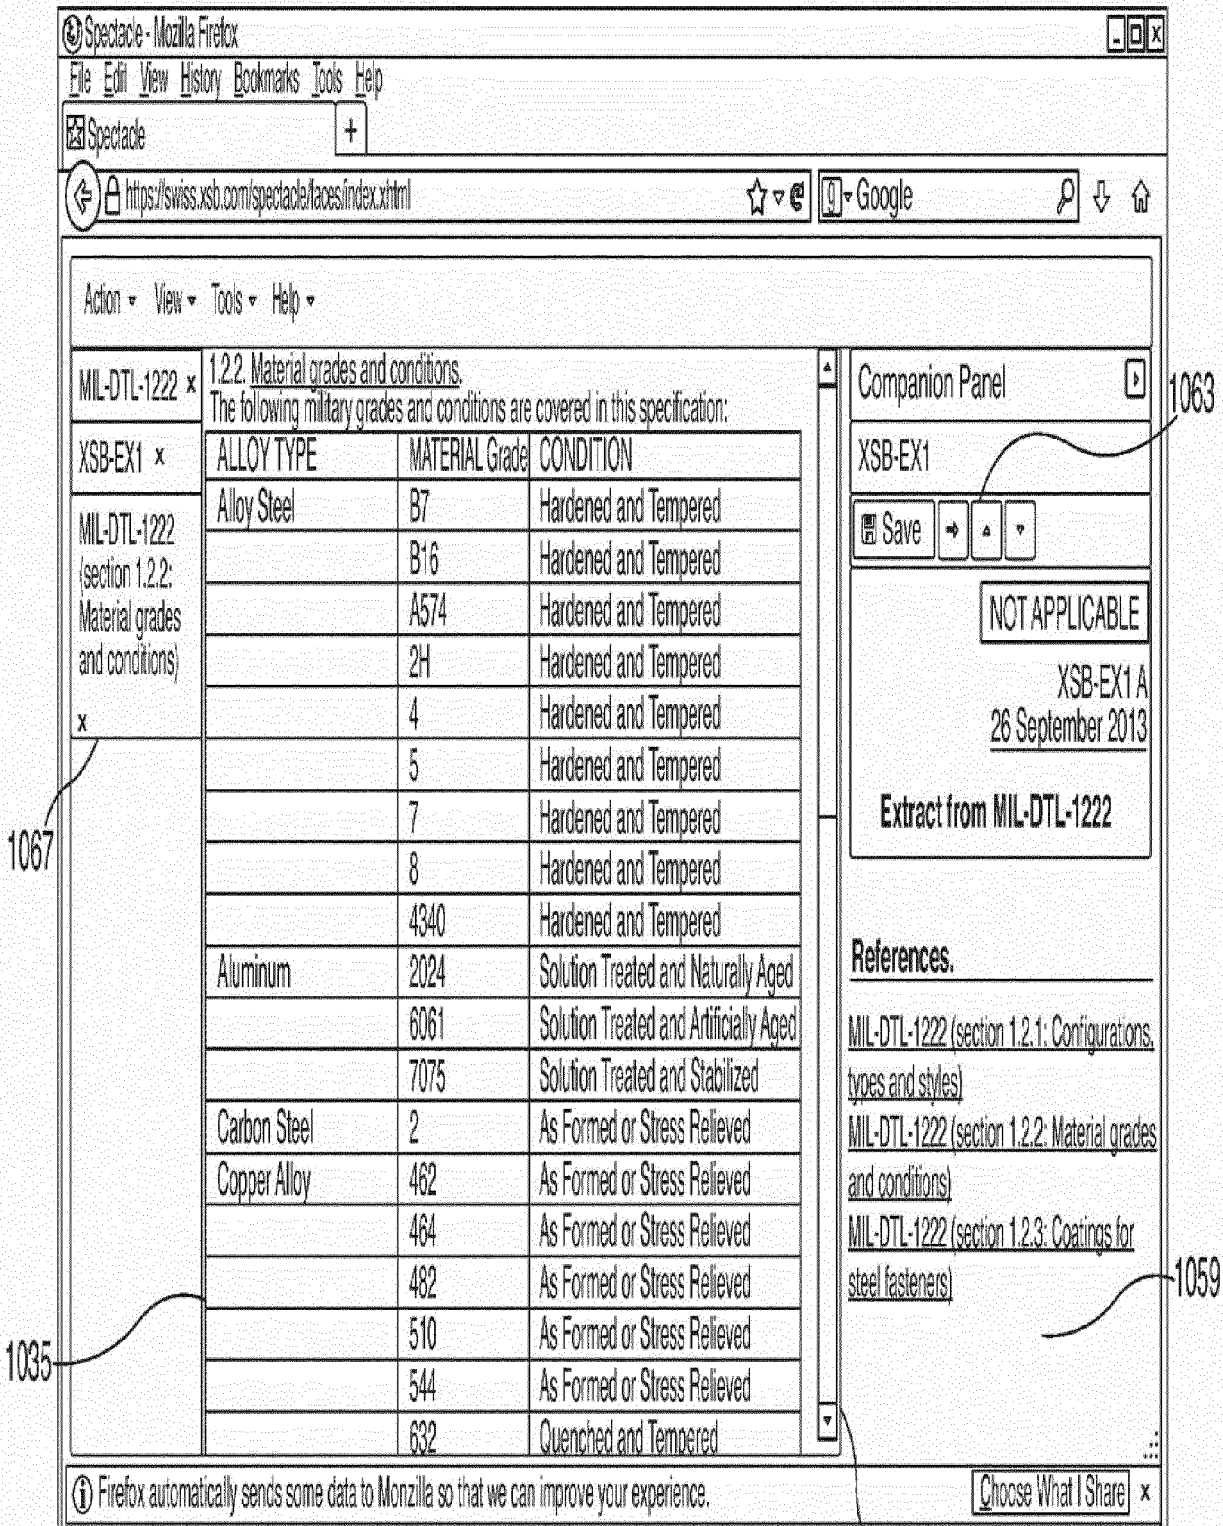 Spectacle - Mozilla Firefox
File Edit View History Bookmarks Tools Help
Spectacle +
https://swiss.xsb.com/spectacle/faces/index.xhtml
g Google
Action View Tools Help
MIL-DTL-1222 x
XSB-EX1 x
MIL-DTL-1222
(section 1.2.2:
Material grades
and conditions)
x
1067
1035
1.2.2. Material grades and conditions.
The following military grades and conditions are covered in this specification:
ALLOY TYPE MATERIAL Grade CONDITION
Alloy Steel B7 Hardened and Tempered
B16 Hardened and Tempered
A574 Hardened and Tempered
2H Hardened and Tempered
4 Hardened and Tempered
5 Hardened and Tempered
7 Hardened and Tempered
8 Hardened and Tempered
4340 Hardened and Tempered
Aluminum 2024 Solution Treated and Naturally Aged
6061 Solution Treated and Artificially Aged
7075 Solution Treated and Stabilized
Carbon Steel 2 As Formed or Stress Relieved
Copper Alloy 462 As Formed or Stress Relieved
464 As Formed or Stress Relieved
482 As Formed or Stress Relieved
510 As Formed or Stress Relieved
544 As Formed or Stress Relieved
632 Quenched and Tempered
Companion Panel
1063
XSB-EX1
Save
NOT APPLICABLE
XSB-EX1 A
26 September 2013
Extract from MIL-DTL-1222
References.
MIL-DTL-1222 (section 1.2.1: Configurations,
types and styles)
MIL-DTL-1222 (section 1.2.2: Material grades
and conditions)
MIL-DTL-1222 (section 1.2.3: Coatings for
steel fasteners)
1059
Firefox automatically sends some data to Monzilla so that we can improve your experience.
Choose What I Share x